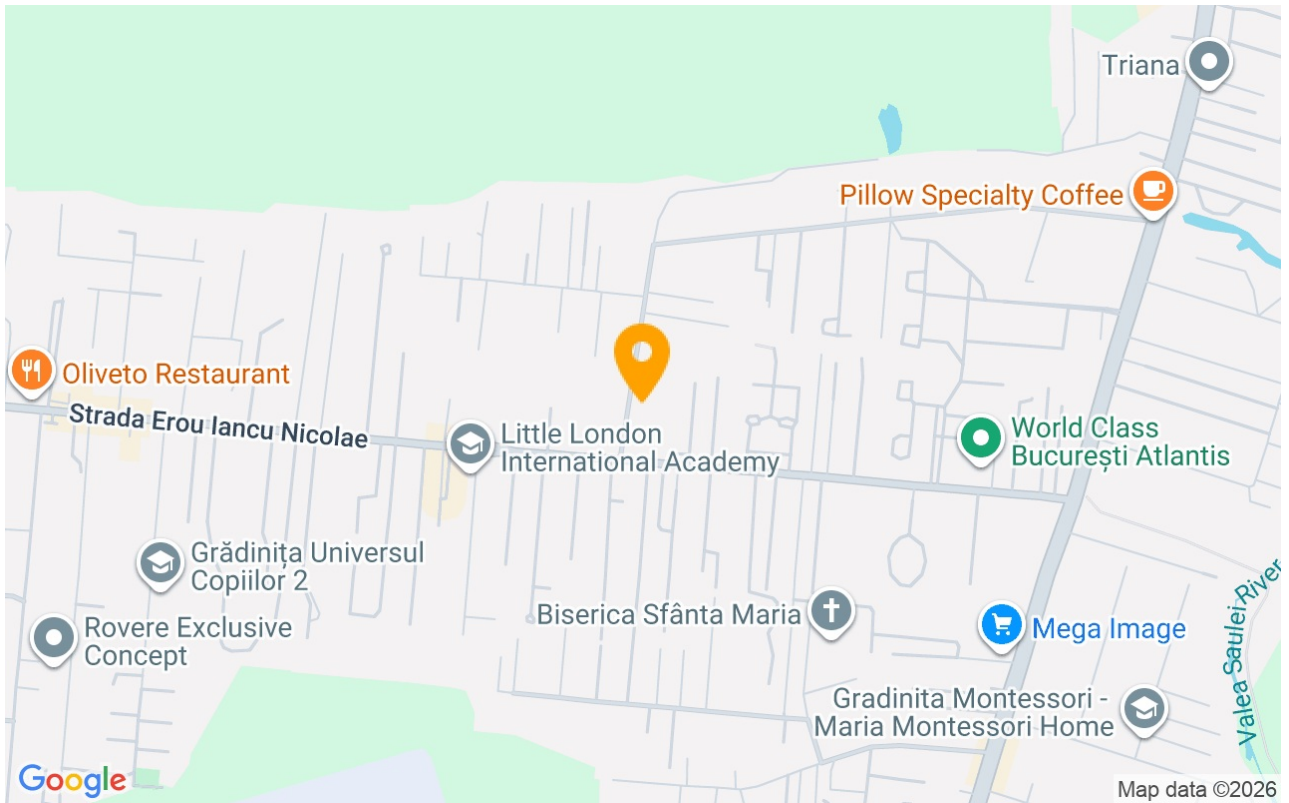 Triana
Pillow Specialty Coffee
Oliveto Restaurant
Strada Erou Iancu Nicolae
Little London
International Academy
World Class
București Atlantis
Grădinița Universul
Copiilor 2
Biserica Sfânta Maria
Rovere Exclusive
Concept
Mega Image
Valea Saulei River
Gradinita Montessori -
Maria Montessori Home
Google
Map data ©2026